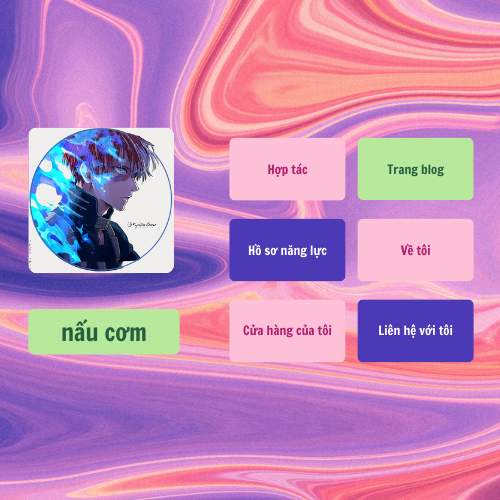 Hợp tác
Trang blog
Hồ sơ năng lực
Về tôi
nấu cơm
Cửa hàng của tôi
Liên hệ với tôi